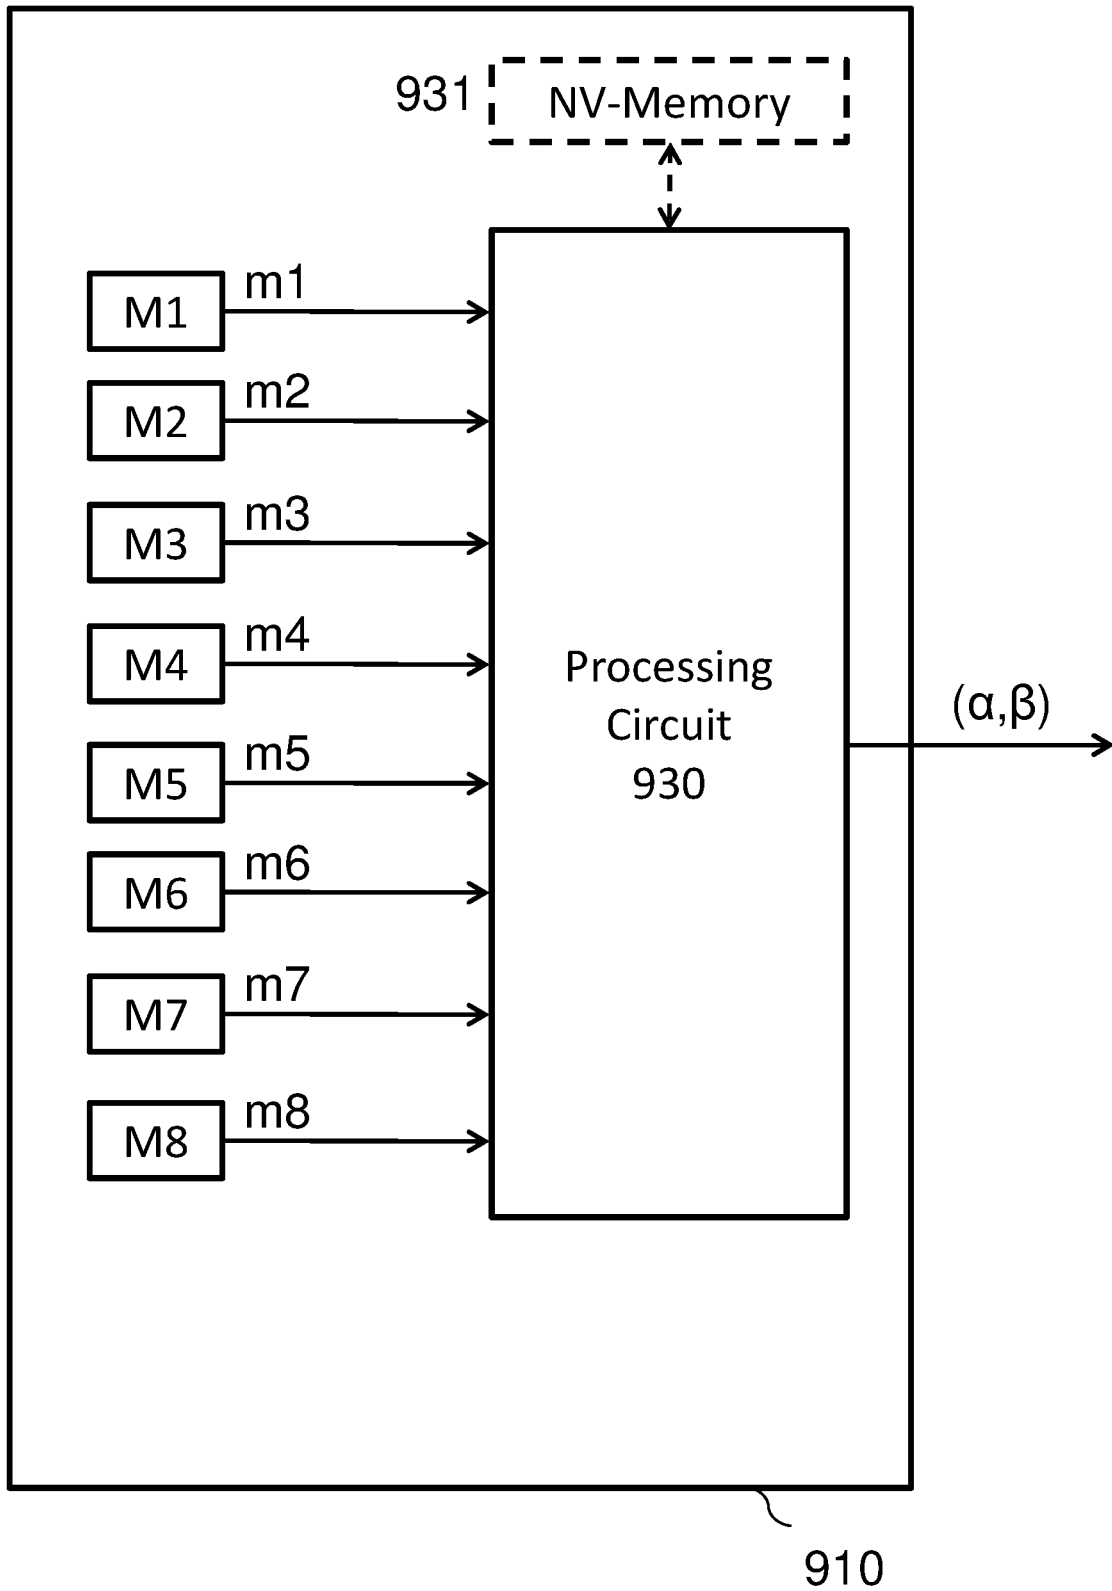 931
NV-Memory
M1
m1
M2
m2
M3
m3
M4
m4
M5
m5
M6
m6
M7
m7
M8
m8
Processing
Circuit
930
(α,β)
910